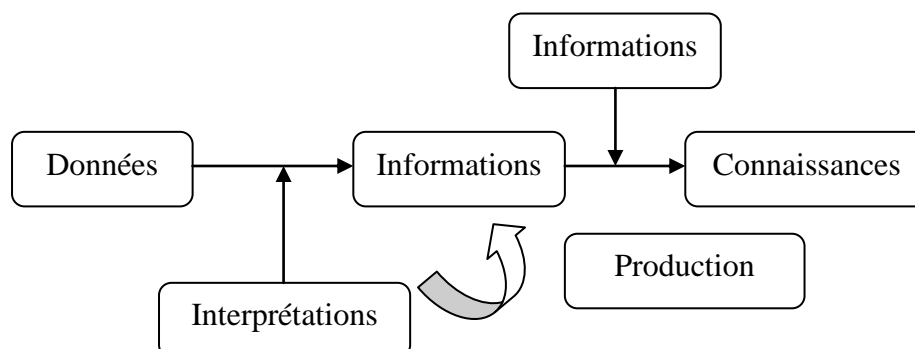 Informations
Données
Informations
Connaissances
Production
Interprétations